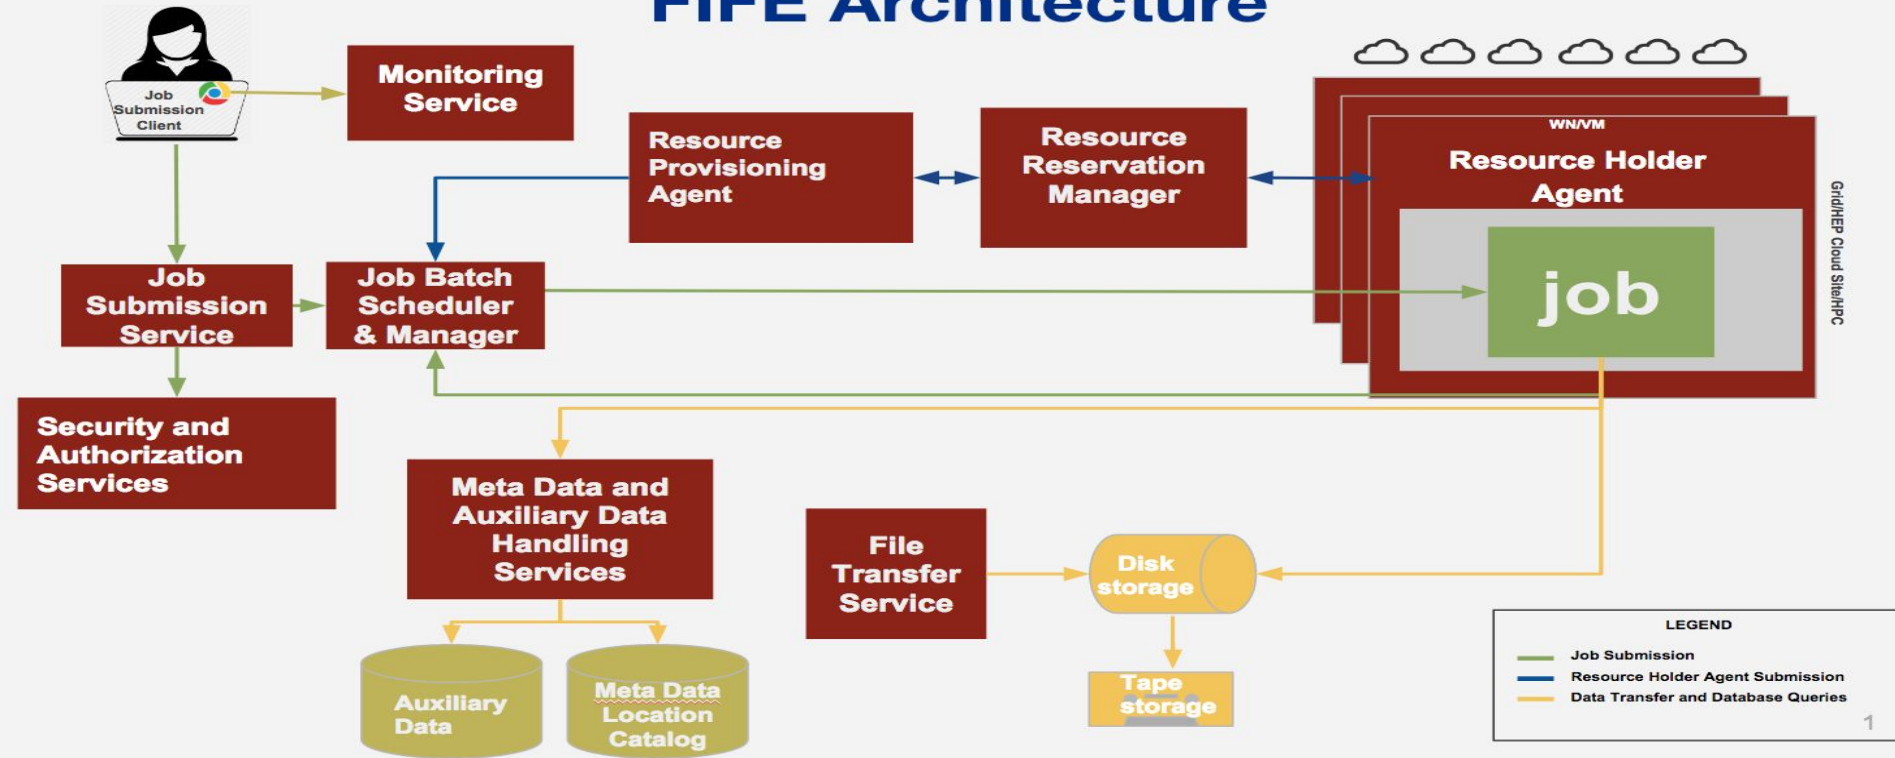 FIFE Architecture
Job
Submission
Client
Monitoring
Service
Resource
Provisioning
Agent
Resource
Reservation
Manager
WN/VM
Resource Holder
Agent
job
Grid/HEP Cloud Site/HPC
Job
Submission
Service
Job Batch
Scheduler
& Manager
Security and
Authorization
Services
Meta Data and
Auxiliary Data
Handling
Services
File
Transfer
Service
Disk
storage
Tape
storage
Auxiliary
Data
Meta Data
Location
Catalog
LEGEND
Job Submission
Resource Holder Agent Submission
Data Transfer and Database Queries
1